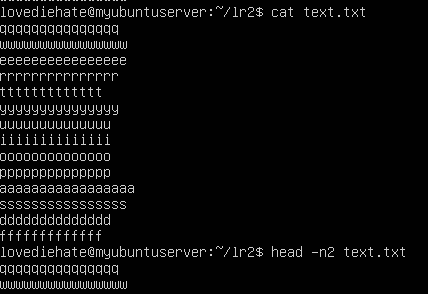 lovediehate@myubuntuserver:~/lr2$ cat text.txt
qqqqqqqqqqqqqqq
wwwwwwwwwwwwwwww
eeeeeeeeeeeeeeee
rrrrrrrrrrrrrrr
ttttttttttttt
yyyyyyyyyyyyyyy
uuuuuuuuuuuuuu
iiiiiiiiiiiiii
oooooooooooooo
pppppppppppppp
aaaaaaaaaaaaaaaaa
ssssssssssssssss
dddddddddddddd
fffffffffffff
lovediehate@myubuntuserver:~/lr2$ head -n2 text.txt
qqqqqqqqqqqqqqq
wwwwwwwwwwwwwwww